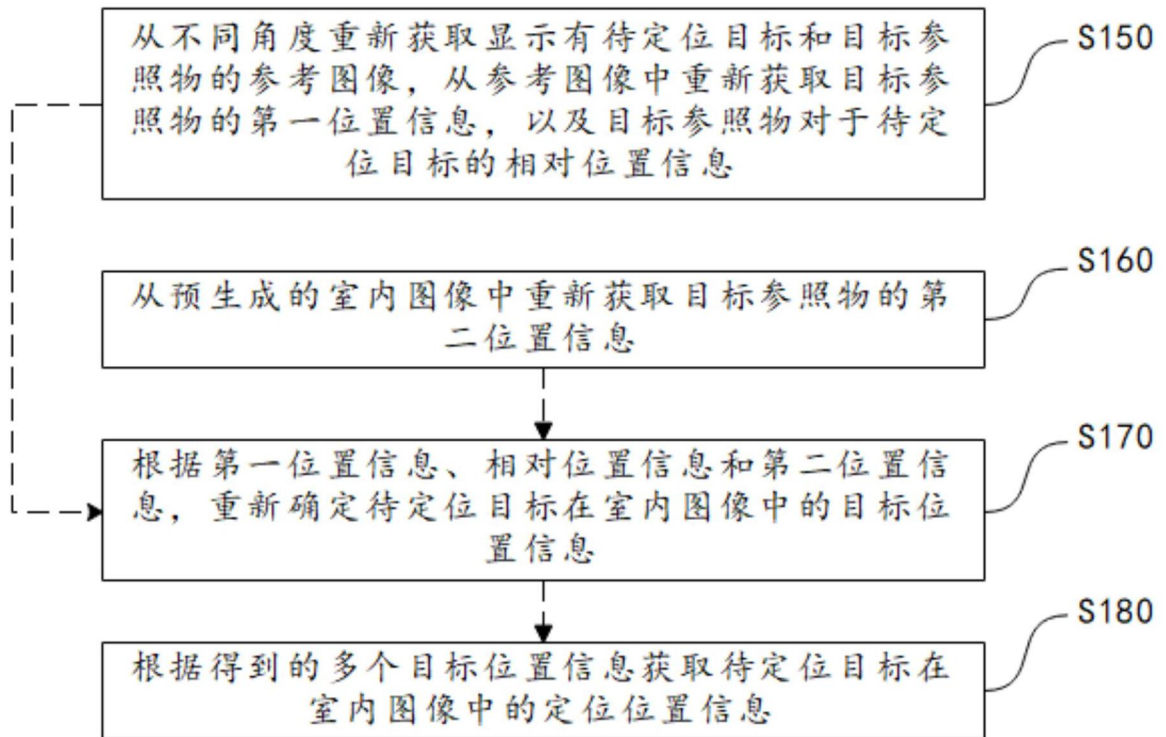 从不同角度重新获取显示有待定位目标和目标参
照物的参考图像，从参考图像中重新获取目标参
照物的第一位置信息，以及目标参照物对于待定
位目标的相对位置信息
S150
从预生成的室内图像中重新获取目标参照物的第
二位置信息
S160
根据第一位置信息、相对位置信息和第二位置信
息，重新确定待定位目标在室内图像中的目标位
置信息
S170
根据得到的多个目标位置信息获取待定位目标在
室内图像中的定位位置信息
S180